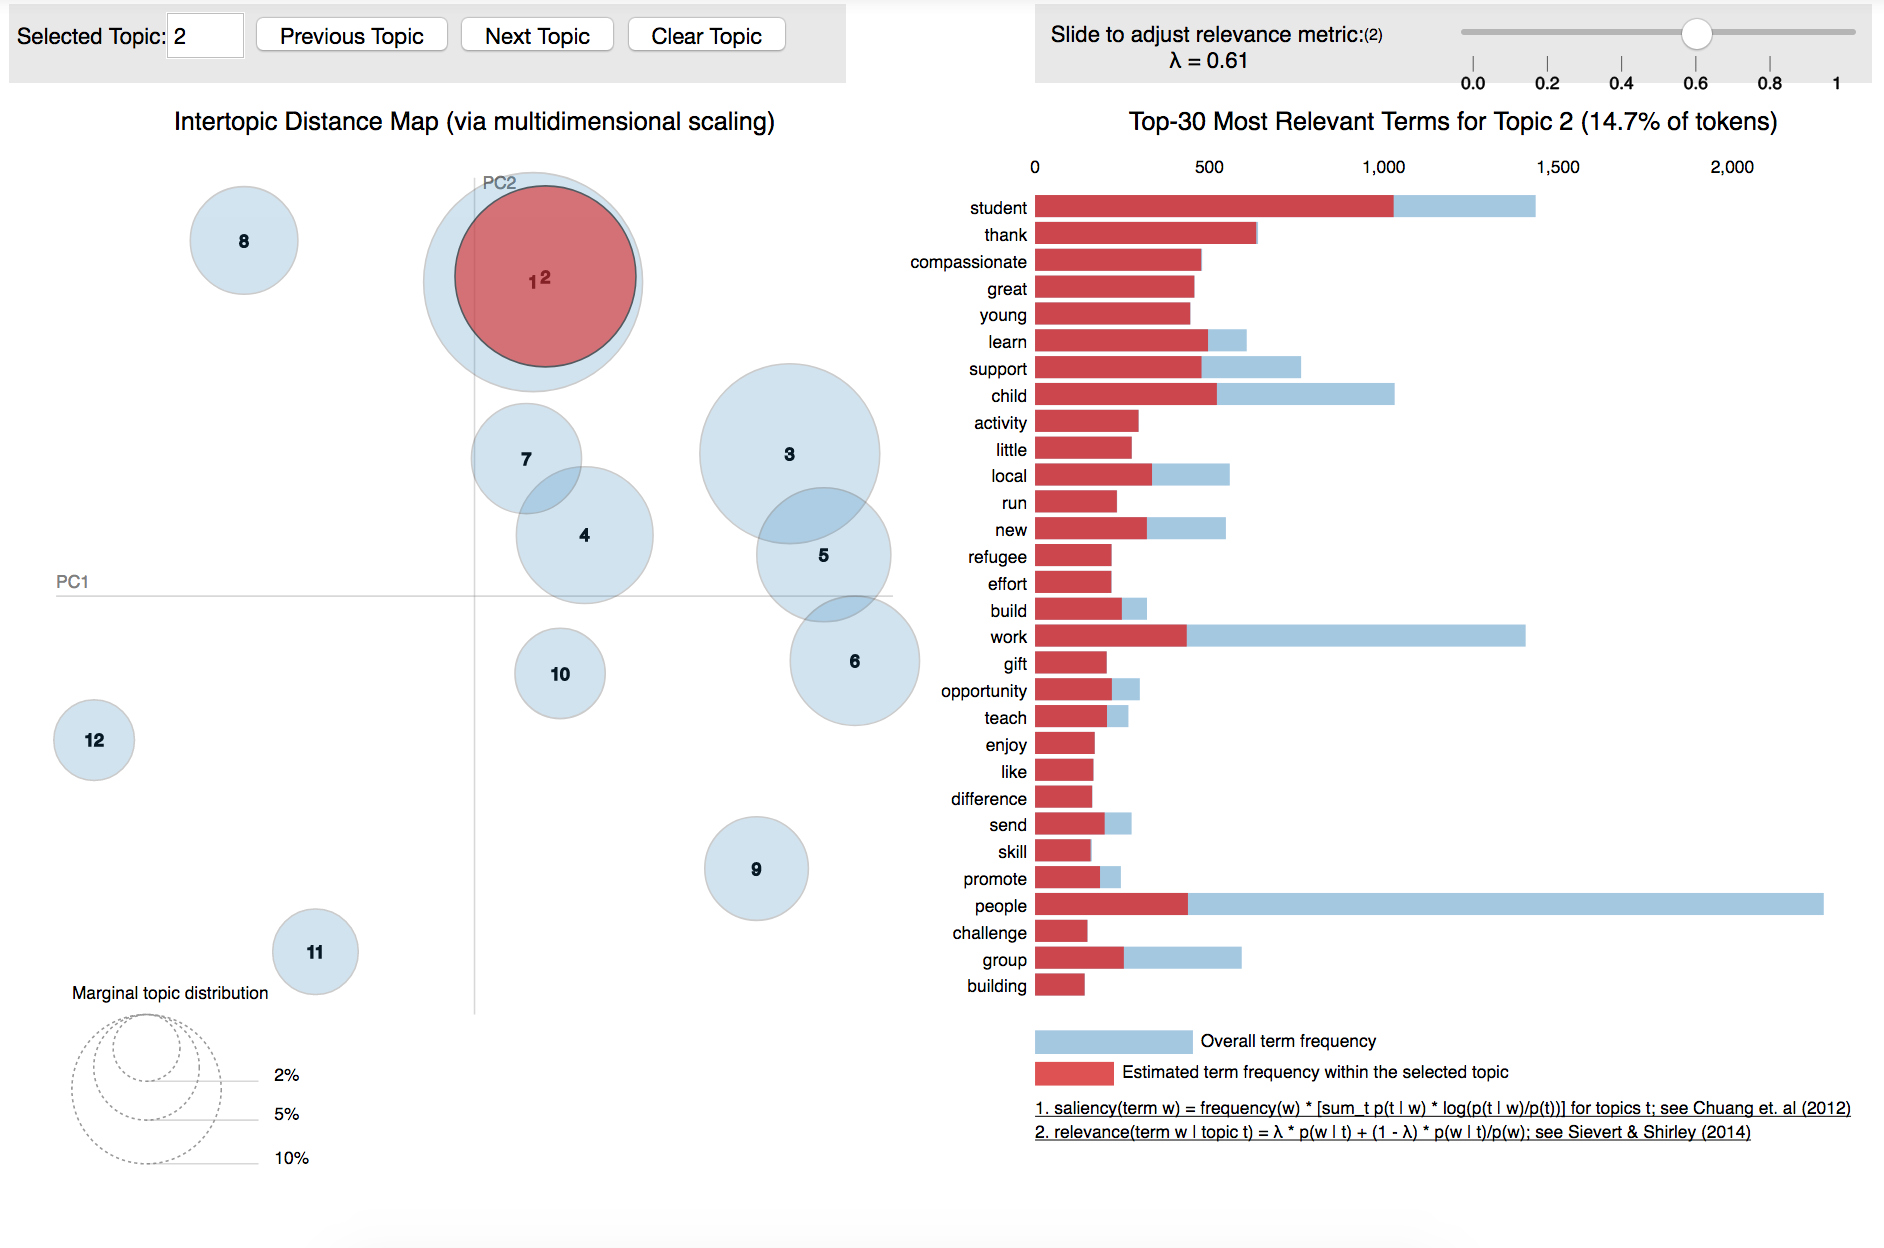 Selected Topic: 2 Previous Topic Next Topic Clear Topic
Slide to adjust relevance metric:(2)
λ = 0.61
0.0 0.2 0.4 0.6 0.8 1
Intertopic Distance Map (via multidimensional scaling)
PC2
8
1 2
7
3
4
5
PC1
10
6
12
9
11
Marginal topic distribution
2%
5%
10%
Top-30 Most Relevant Terms for Topic 2 (14.7% of tokens)
0 500 1,000 1,500 2,000
student
thank
compassionate
great
young
learn
support
child
activity
little
local
run
new
refugee
effort
build
work
gift
opportunity
teach
enjoy
like
difference
send
skill
promote
people
challenge
group
building
Overall term frequency
Estimated term frequency within the selected topic
1. saliency(term w) = frequency(w) * [sum_t p(t | w) * log(p(t | w)/p(t))] for topics t; see Chuang et. al (2012)
2. relevance(term w | topic t) = λ * p(w | t) + (1 - λ) * p(w | t)/p(w); see Sievert & Shirley (2014)